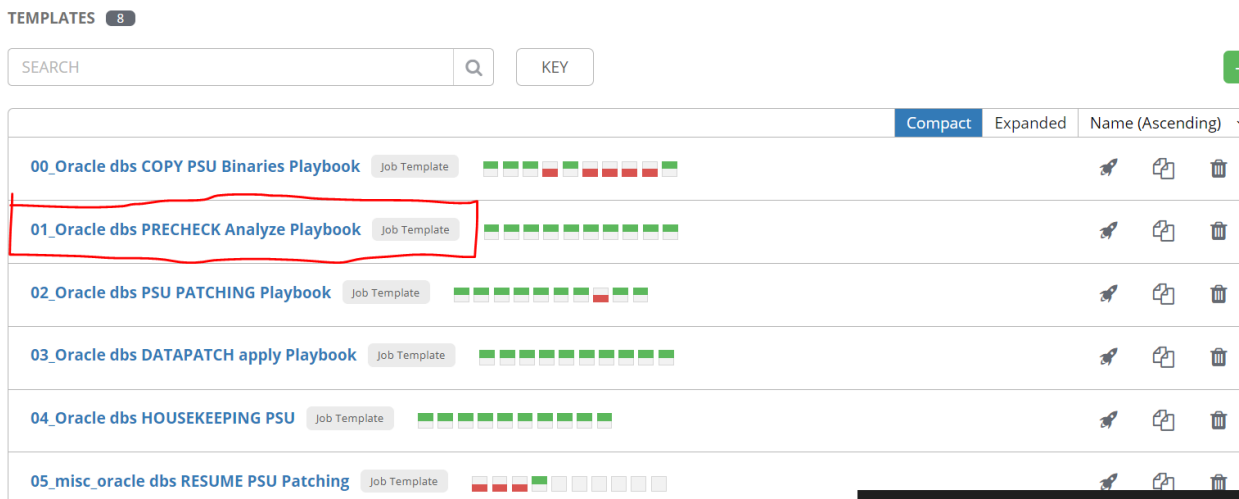 TEMPLATES 8
SEARCH KEY
Compact Expanded Name (Ascending)
00_Oracle dbs COPY PSU Binaries Playbook Job Template
01_Oracle dbs PRECHECK Analyze Playbook Job Template
02_Oracle dbs PSU PATCHING Playbook Job Template
03_Oracle dbs DATAPATCH apply Playbook Job Template
04_Oracle dbs HOUSEKEEPING PSU Job Template
05_misc_oracle dbs RESUME PSU Patching Job Template